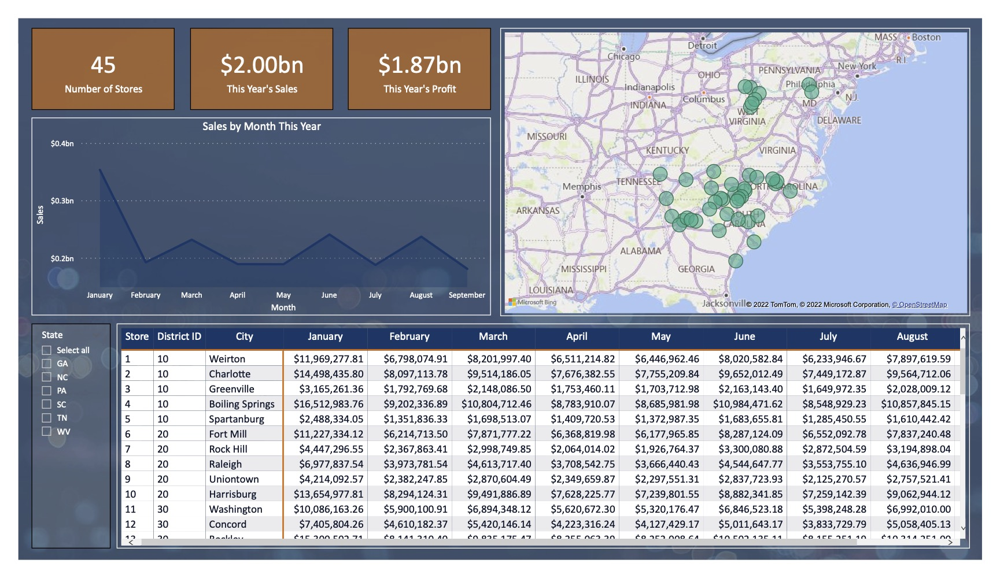 45
Number of Stores
$2.00bn
This Year's Sales
$1.87bn
This Year's Profit
Sales by Month This Year
$0.4bn
$0.3bn
$0.2bn
Sales
January February March April May June July August September
Month
MASS. Boston
Detroit
Chicago
R.I.
New York
PENNSYLVANIA
OHIO
ILLINOIS
Indianapolis
Philadelphia
Columbus
N.J.
INDIANA
MD
WEST
VIRGINIA
DELAWARE
MISSOURI
KENTUCKY
VIRGINIA
TENNESSEE
Memphis
NORTH CAROLINA
ARKANSAS
SOUTH
CAROLINA
ALABAMA
MISSISSIPPI
GEORGIA
LOUISIANA
Microsoft Bing
Jacksonville
© 2022 TomTom, © 2022 Microsoft Corporation, © OpenStreetMap
State
Select all
GA
NC
PA
SC
TN
WV
Store District ID City January February March April May June July August
1 10 Weirton $11,969,277.81 $6,798,074.91 $8,201,997.40 $6,511,214.82 $6,446,962.46 $8,020,582.84 $6,233,946.67 $7,897,619.59
2 10 Charlotte $14,498,435.80 $8,097,113.78 $9,514,186.05 $7,676,382.55 $7,755,209.84 $9,652,012.49 $7,449,172.87 $9,564,712.06
3 10 Greenville $3,165,261.36 $1,792,769.68 $2,148,086.50 $1,753,460.11 $1,703,712.98 $2,163,143.40 $1,649,972.35 $2,028,009.12
4 10 Boiling Springs $16,512,983.76 $9,202,336.89 $10,804,712.46 $8,783,910.07 $8,685,981.98 $10,984,471.62 $8,548,929.23 $10,857,845.15
5 10 Spartanburg $2,488,334.05 $1,351,836.33 $1,698,513.07 $1,409,720.53 $1,372,987.35 $1,683,655.81 $1,285,450.55 $1,610,442.42
6 20 Fort Mill $11,227,334.12 $6,214,713.50 $7,871,777.22 $6,368,819.98 $6,177,965.85 $8,287,124.09 $6,552,092.78 $7,837,240.48
7 20 Rock Hill $4,447,296.55 $2,367,863.41 $2,998,749.85 $2,064,014.02 $1,926,764.37 $3,300,080.88 $2,872,504.59 $3,194,898.04
8 20 Raleigh $6,977,837.54 $3,973,781.54 $4,613,717.40 $3,708,542.75 $3,666,440.43 $4,544,647.77 $3,553,755.10 $4,636,946.99
9 20 Uniontown $4,214,092.57 $2,382,247.85 $2,870,604.49 $2,349,659.87 $2,297,551.31 $2,837,723.93 $2,125,270.57 $2,757,521.41
10 20 Harrisburg $13,654,977.81 $8,294,124.31 $9,491,886.89 $7,628,225.77 $7,239,801.55 $8,882,341.85 $7,259,142.39 $9,062,944.12
11 30 Washington $10,086,163.26 $5,900,100.91 $6,894,348.12 $5,620,672.30 $5,320,176.47 $6,846,523.18 $5,398,248.28 $6,992,010.00
12 30 Concord $7,405,804.26 $4,610,182.37 $5,420,146.14 $4,223,316.24 $4,127,429.17 $5,011,643.17 $3,833,729.79 $5,058,405.13